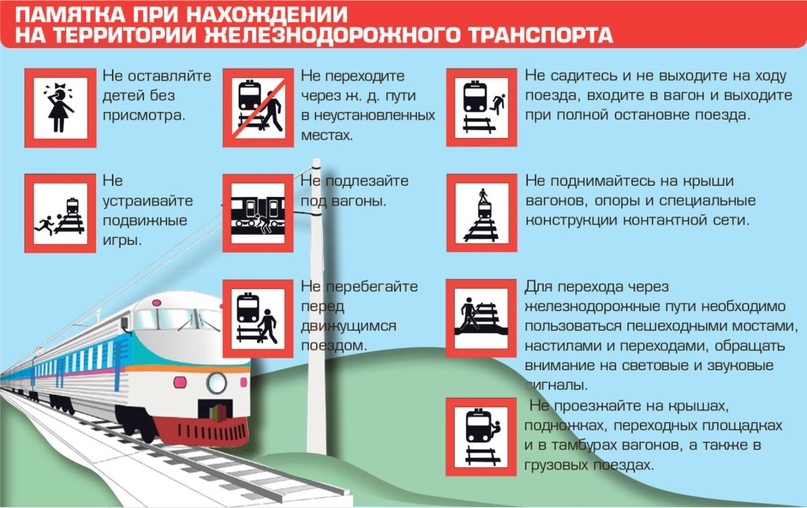 ПАМЯТКА ПРИ НАХОЖДЕНИИ
НА ТЕРРИТОРИИ ЖЕЛЕЗНОДОРОЖНОГО ТРАНСПОРТА
Не оставляйте
детей без
присмотра.
Не переходите
через ж. д. пути
в неустановленных
местах.
Не садитесь и не выходите на ходу
поезда, входите в вагон и выходите
при полной остановке поезда.
Не
устраивайте
подвижные
игры.
Не подлезайте
под вагоны.
Не поднимайтесь на крыши
вагонов, опоры и специальные
конструкции контактной сети.
Не перебегайте
перед
движущимся
поездом.
Для перехода через
железнодорожные пути необходимо
пользоваться пешеходными мостами,
настилами и переходами, обращать
внимание на световые и звуковые
сигналы.
Не проезжайте на крышах,
подножках, переходных площадках
и в тамбурах вагонов, а также в
грузовых поездах.